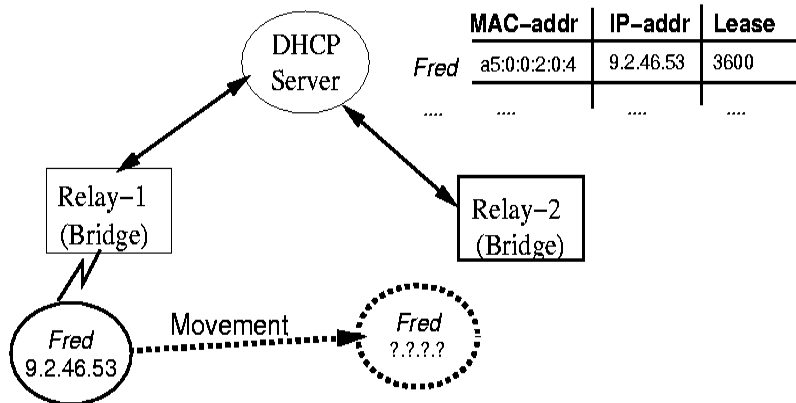 DHCP
Server
MAC-addr IP-addr Lease
Fred a5:0:0:2:0:4 9.2.46.53 3600
.... .... .... ....
Relay-1
(Bridge)
Relay-2
(Bridge)
Fred
9.2.46.53
Movement
Fred
?.?.?.?